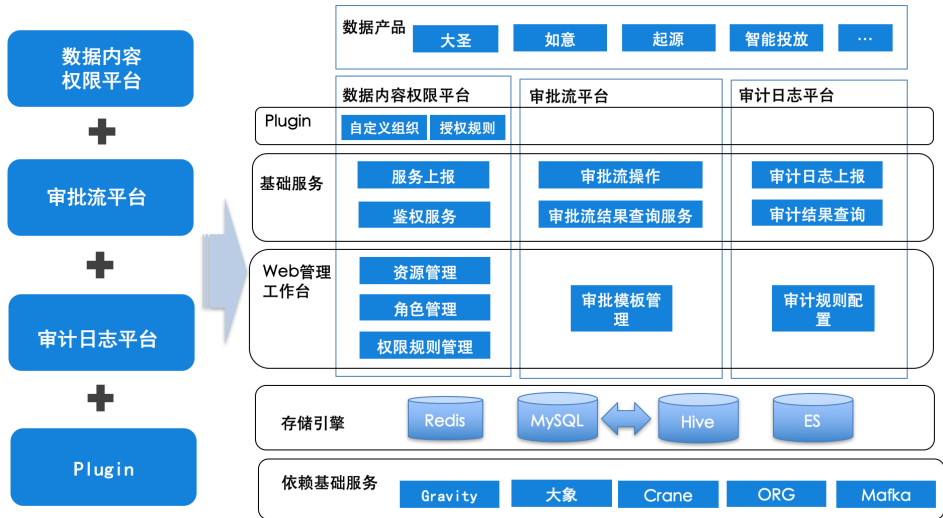 数据内容
权限平台
审批流平台
审计日志平台
Plugin
数据产品
大圣
如意
起源
智能投放
…
数据内容权限平台
审批流平台
审计日志平台
Plugin
自定义组织
授权规则
基础服务
服务上报
审批流操作
审计日志上报
鉴权服务
审批流结果查询服务
审计结果查询
Web管理
工作台
资源管理
角色管理
权限规则管理
审批模板管
理
审计规则配
置
存储引擎
Redis
MySQL
Hive
ES
依赖基础服务
Gravity
大象
Crane
ORG
Mafka